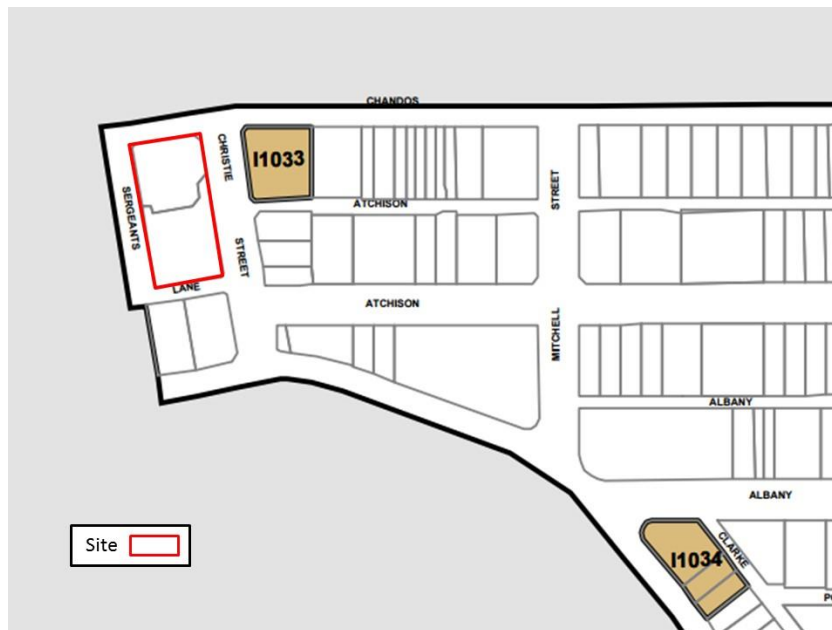 CHANDOS
CHRISTIE
I1033
SERGEANTS
ATCHISON
STREET
STREET
LANE
ATCHISON
MITCHELL
ALBANY
ALBANY
Site
CLARKE
I1034